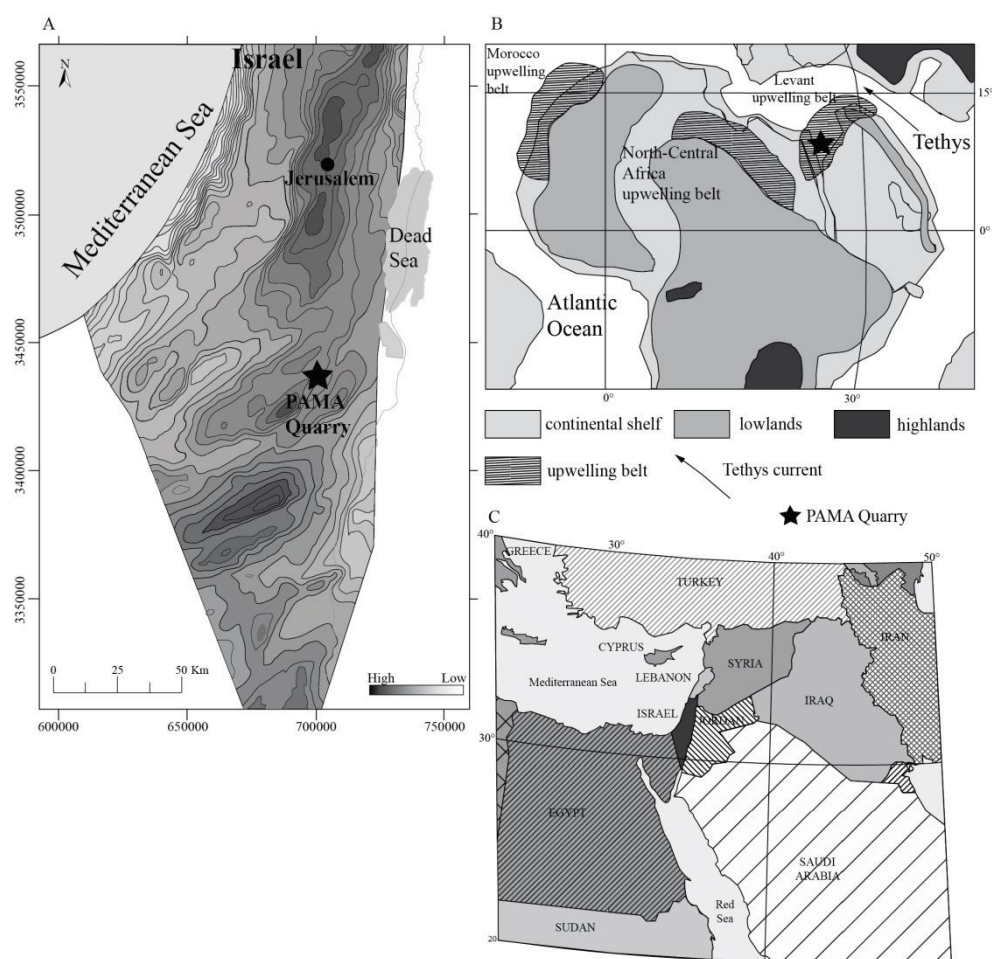 A
Israel
N
3550000
Mediterranean Sea
Jerusalem
3500000
Dead
Sea
3450000
PAMA
Quarry
3400000
3350000
0 25 50 Km
High Low
600000 650000 700000 750000
B
Morocco
upwelling
belt
Levant
upwelling belt
15°
Tethys
North-Central
Africa
upwelling belt
0°
Atlantic
Ocean
0° 30°
continental shelf lowlands highlands
upwelling belt Tethys current
PAMA Quarry
C
40° 30° 40° 50°
GREECE
TURKEY
IRAN
CYPRUS
SYRIA
LEBANON
Mediterranean Sea
IRAQ
ISRAEL
JORDAN
30°
EGYPT
SAUDI
ARABIA
Red
Sea
SUDAN
20